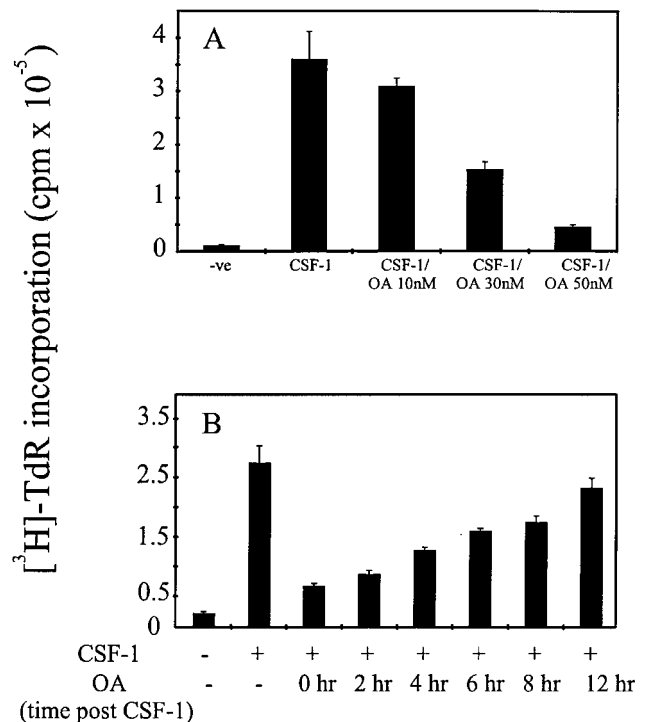 [³H]-TdR incorporation (cpm x 10⁻⁵)
A
4
3
2
1
0
-ve CSF-1 CSF-1/ CSF-1/ CSF-1/
OA 10nM OA 30nM OA 50nM
B
3.5
2.5
1.5
0.5
0
CSF-1 - + + + + + + +
OA - - 0 hr 2 hr 4 hr 6 hr 8 hr 12 hr
(time post CSF-1)